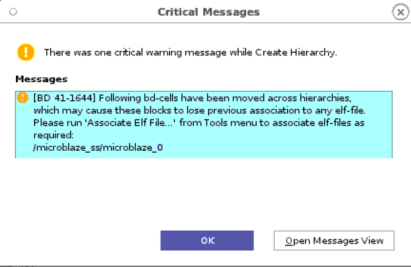 Critical Messages
There was one critical warning message while Create Hierarchy.
Messages
[BD 41-1644] Following bd-cells have been moved across hierarchies,
which may cause these blocks to lose previous association to any elf-file.
Please run 'Associate Elf File...' from Tools menu to associate elf-files as
required:
/microblaze_ss/microblaze_0
OK
Open Messages View